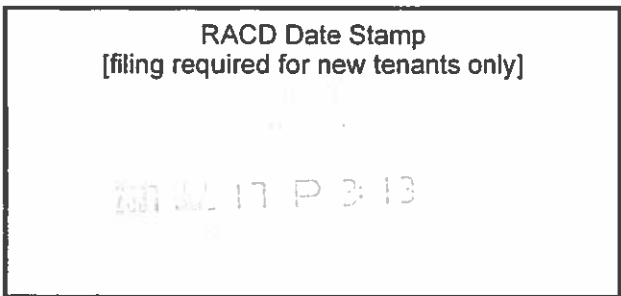 RACD Date Stamp
[filing required for new tenants only]
17 P 3: 13